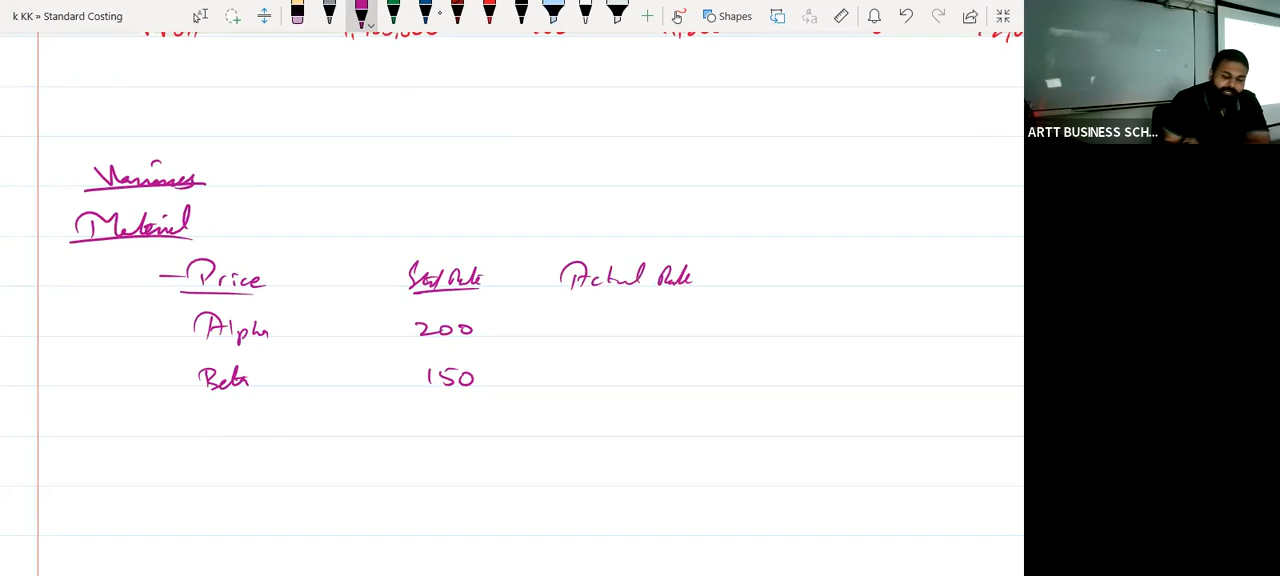 k KK » Standard Costing
Shapes
ARTT BUSINESS SCH...
Variances
Material
– Price Std Rate Actual Rate
Alpha 200
Beta 150